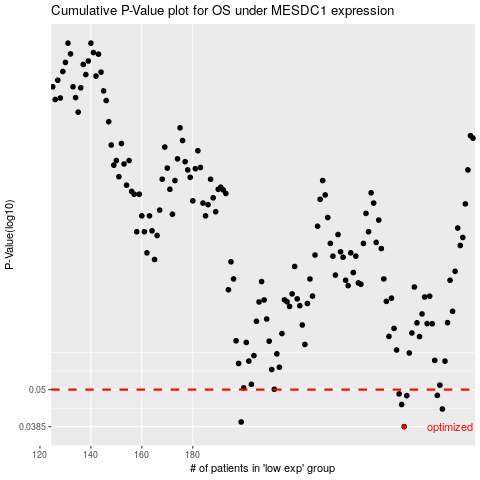 Cumulative P-Value plot for OS under MESDC1 expression
P-Value(log10)
0.05
0.0385
optimized
120
140
160
180
# of patients in 'low exp' group